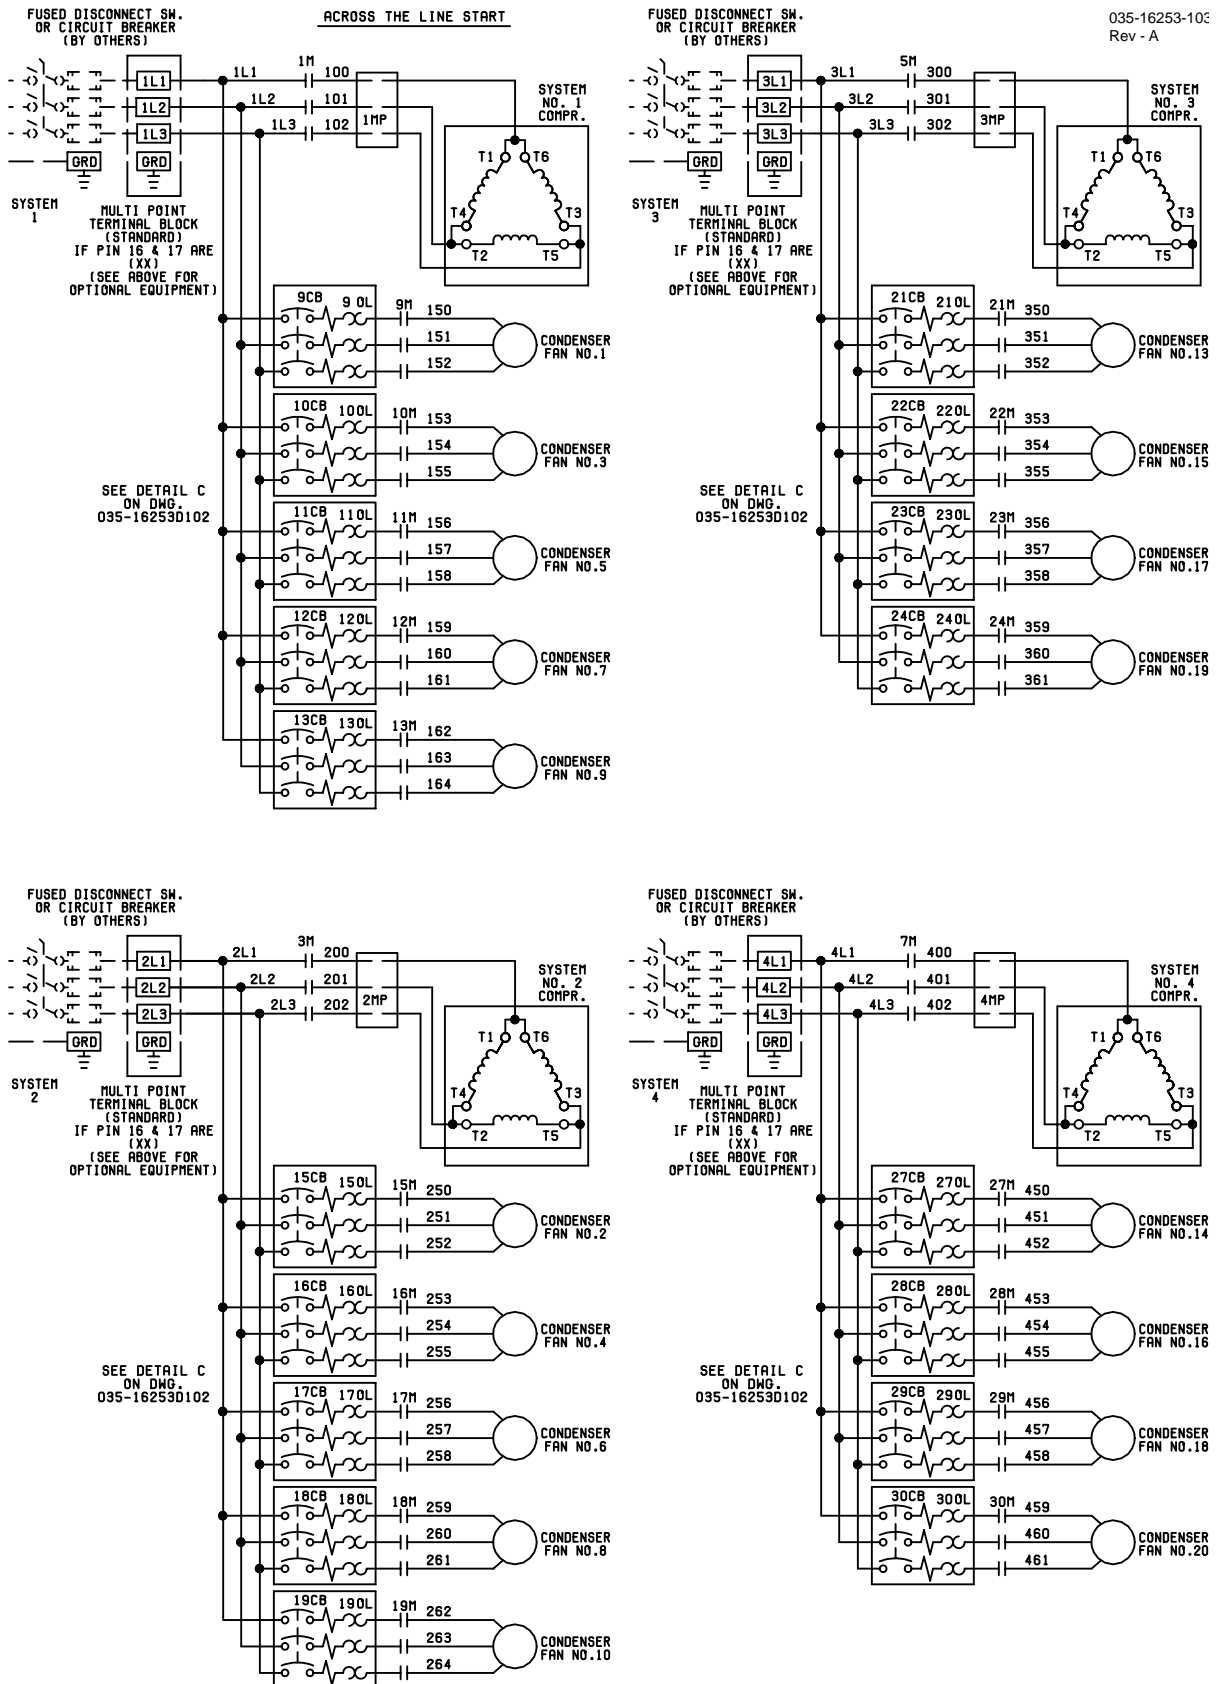 FUSED DISCONNECT SW.
OR CIRCUIT BREAKER
(BY OTHERS)
ACROSS THE LINE START
1L1
1L2
1L3
GRD
GRD
1L1
1L2
1L3
1M
100
101
102
1MP
SYSTEM
NO. 1
COMPR.
T1
T6
T4
T3
T2
T5
SYSTEM
1
MULTI POINT
TERMINAL BLOCK
(STANDARD)
IF PIN 16 & 17 ARE
(XX)
(SEE ABOVE FOR
OPTIONAL EQUIPMENT)
9CB
9 OL
9M
150
151
152
CONDENSER
FAN NO.1
10CB
10OL
10M
153
154
155
CONDENSER
FAN NO.3
SEE DETAIL C
ON DWG.
035-16253D102
11CB
11OL
11M
156
157
158
CONDENSER
FAN NO.5
12CB
12OL
12M
159
160
161
CONDENSER
FAN NO.7
13CB
13OL
13M
162
163
164
CONDENSER
FAN NO.9
FUSED DISCONNECT SW.
OR CIRCUIT BREAKER
(BY OTHERS)
035-16253-103
Rev - A
3L1
3L2
3L3
GRD
GRD
3L1
3L2
3L3
5M
300
301
302
3MP
SYSTEM
NO. 3
COMPR.
T1
T6
T4
T3
T2
T5
SYSTEM
3
MULTI POINT
TERMINAL BLOCK
(STANDARD)
IF PIN 16 & 17 ARE
(XX)
(SEE ABOVE FOR
OPTIONAL EQUIPMENT)
21CB
21OL
21M
350
351
352
CONDENSER
FAN NO.13
22CB
22OL
22M
353
354
355
CONDENSER
FAN NO.15
SEE DETAIL C
ON DWG.
035-16253D102
23CB
23OL
23M
356
357
358
CONDENSER
FAN NO.17
24CB
24OL
24M
359
360
361
CONDENSER
FAN NO.19
FUSED DISCONNECT SW.
OR CIRCUIT BREAKER
(BY OTHERS)
2L1
2L2
2L3
GRD
GRD
2L1
2L2
2L3
3M
200
201
202
2MP
SYSTEM
NO. 2
COMPR.
T1
T6
T4
T3
T2
T5
SYSTEM
2
MULTI POINT
TERMINAL BLOCK
(STANDARD)
IF PIN 16 & 17 ARE
(XX)
(SEE ABOVE FOR
OPTIONAL EQUIPMENT)
15CB
15OL
15M
250
251
252
CONDENSER
FAN NO.2
16CB
16OL
16M
253
254
255
CONDENSER
FAN NO.4
SEE DETAIL C
ON DWG.
035-16253D102
17CB
17OL
17M
256
257
258
CONDENSER
FAN NO.6
18CB
18OL
18M
259
260
261
CONDENSER
FAN NO.8
19CB
19OL
19M
262
263
264
CONDENSER
FAN NO.10
FUSED DISCONNECT SW.
OR CIRCUIT BREAKER
(BY OTHERS)
4L1
4L2
4L3
GRD
GRD
4L1
4L2
4L3
7M
400
401
402
4MP
SYSTEM
NO. 4
COMPR.
T1
T6
T4
T3
T2
T5
SYSTEM
4
MULTI POINT
TERMINAL BLOCK
(STANDARD)
IF PIN 16 & 17 ARE
(XX)
(SEE ABOVE FOR
OPTIONAL EQUIPMENT)
27CB
27OL
27M
450
451
452
CONDENSER
FAN NO.14
28CB
28OL
28M
453
454
455
CONDENSER
FAN NO.16
SEE DETAIL C
ON DWG.
035-16253D102
29CB
29OL
29M
456
457
458
CONDENSER
FAN NO.18
30CB
30OL
30M
459
460
461
CONDENSER
FAN NO.20